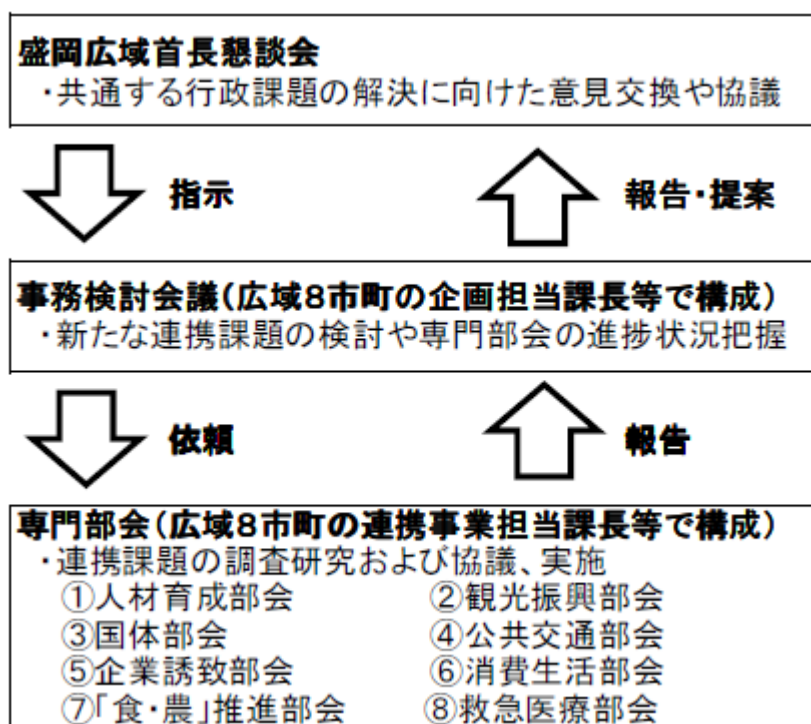 盛岡広域首長懇談会
・共通する行政課題の解決に向けた意見交換や協議
指示 報告・提案
事務検討会議(広域8市町の企画担当課長等で構成)
・新たな連携課題の検討や専門部会の進捗状況把握
依頼 報告
専門部会(広域8市町の連携事業担当課長等で構成)
・連携課題の調査研究および協議、実施
①人材育成部会 ②観光振興部会
③国体部会 ④公共交通部会
⑤企業誘致部会 ⑥消費生活部会
⑦「食・農」推進部会 ⑧救急医療部会